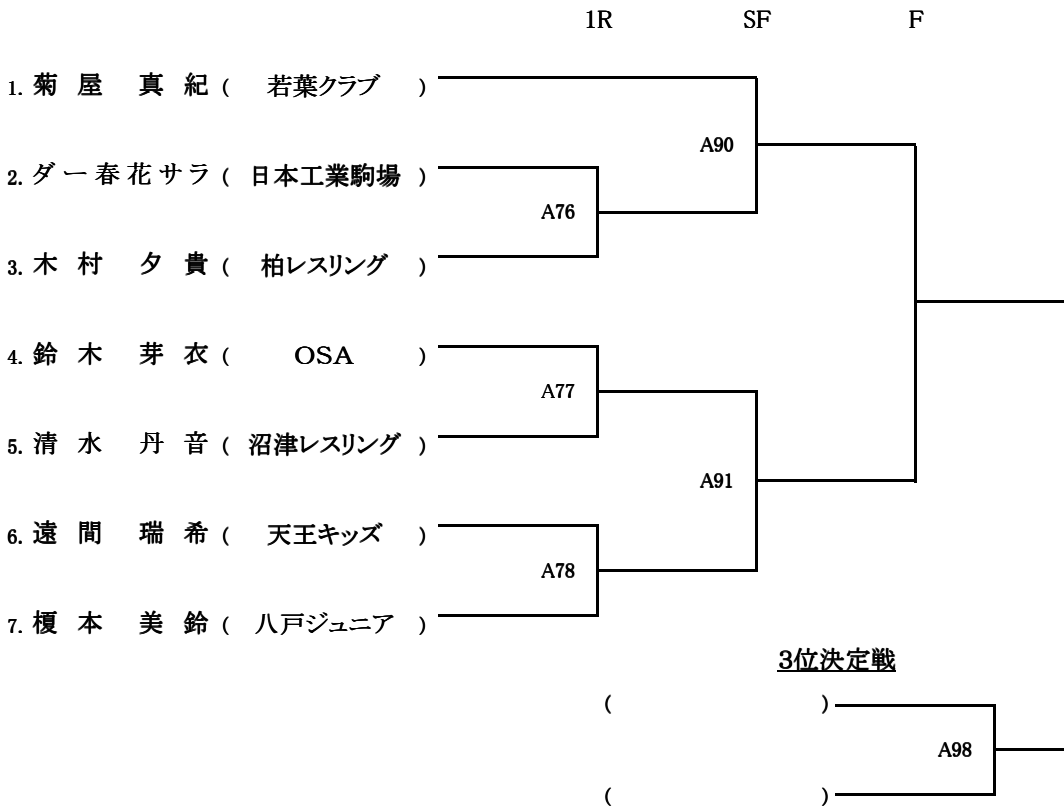 1R SF F
1. 菊屋 真紀 ( 若葉クラブ )
A90
2. ダー春花サラ ( 日本工業駒場 )
A76
3. 木村 夕貴 ( 柏レスリング )
4. 鈴木 芽衣 ( OSA )
A77
5. 清水 丹音 ( 沼津レスリング )
A91
6. 遠間 瑞希 ( 天王キッズ )
A78
7. 榎本 美鈴 ( 八戸ジュニア )
3位決定戦
( )
A98
( )